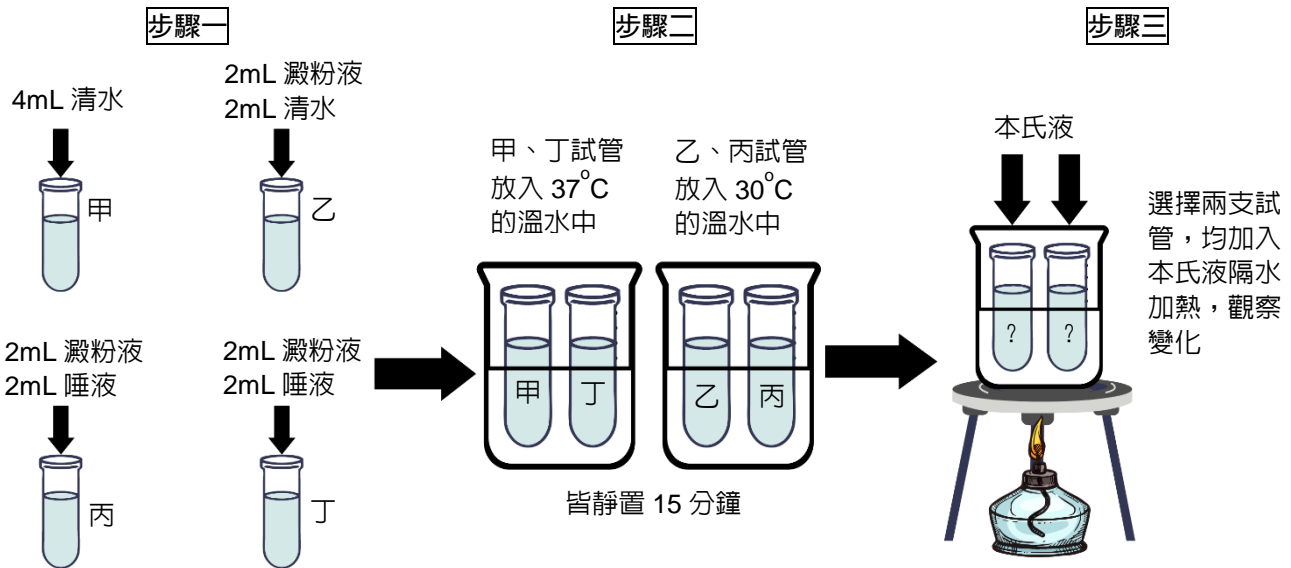 步驟一
4mL 清水
甲
2mL 澱粉液
2mL 清水
乙
2mL 澱粉液
2mL 唾液
丙
2mL 澱粉液
2mL 唾液
丁
步驟二
甲、丁試管
放入 37°C
的溫水中
乙、丙試管
放入 30°C
的溫水中
甲
丁
乙
丙
皆靜置 15 分鐘
步驟三
本氏液
?
?
選擇兩支試
管，均加入
本氏液隔水
加熱，觀察
變化